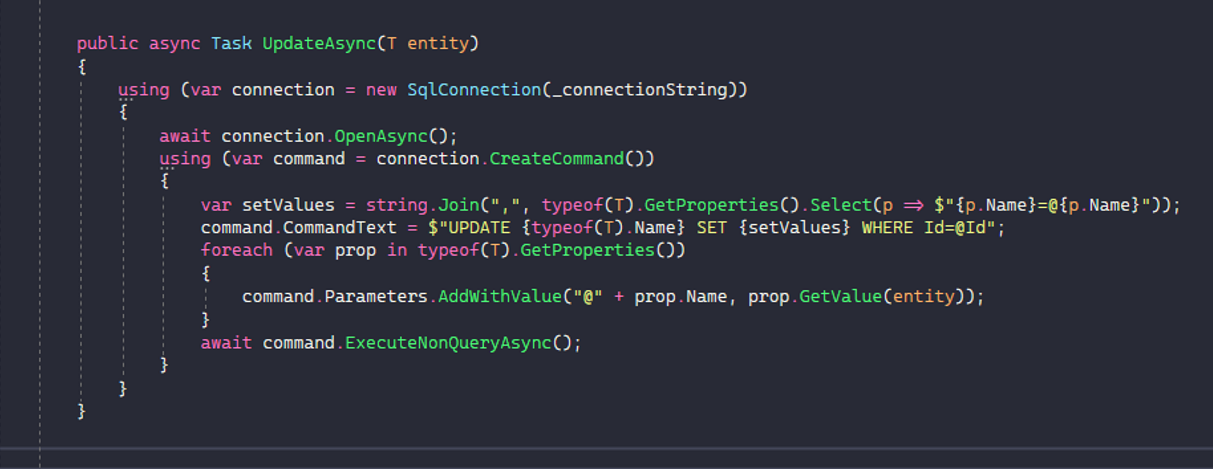 public async Task UpdateAsync(T entity)
{
using (var connection = new SqlConnection(_connectionString))
{
await connection.OpenAsync();
using (var command = connection.CreateCommand())
{
var setValues = string.Join(",", typeof(T).GetProperties().Select(p => $"{p.Name}=@{p.Name}"));
command.CommandText = $"UPDATE {typeof(T).Name} SET {setValues} WHERE Id=@Id";
foreach (var prop in typeof(T).GetProperties())
{
command.Parameters.AddWithValue("@" + prop.Name, prop.GetValue(entity));
}
await command.ExecuteNonQueryAsync();
}
}
}